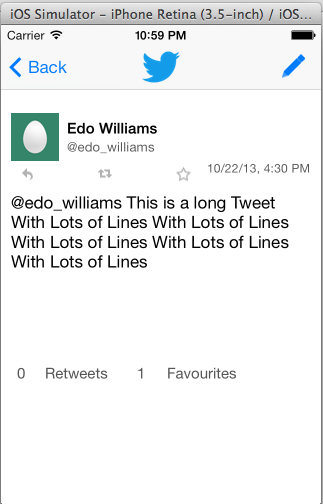 iOS Simulator – iPhone Retina (3.5-inch) / iOS...
Carrier 10:59 PM
Back
Edo Williams
@edo_williams
10/22/13, 4:30 PM
@edo_williams This is a long Tweet
With Lots of Lines With Lots of Lines
With Lots of Lines With Lots of Lines
With Lots of Lines
0 Retweets 1 Favourites